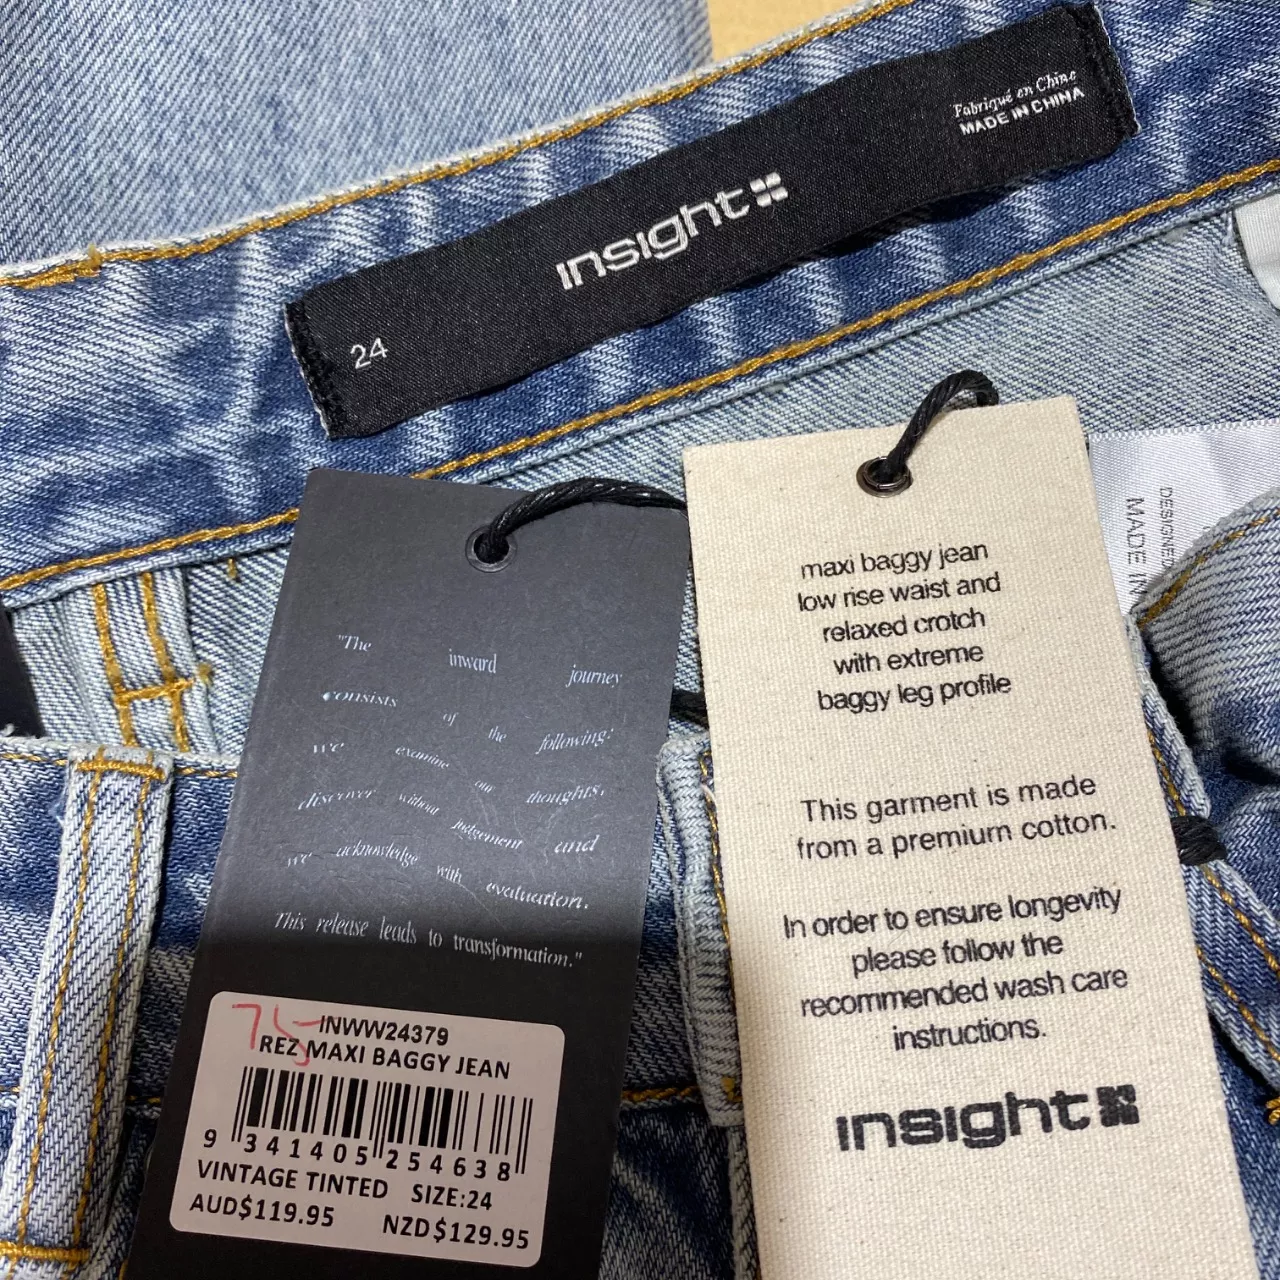 Fabriqué en Chine
MADE IN CHINA
insight
24
"The inward journey
consists of the following:
we examine our thoughts,
discover without judgement and
we acknowledge with evaluation.
This release leads to transformation."
75
INWW24379
REZ MAXI BAGGY JEAN
9 341405 254638
VINTAGE TINTED SIZE:24
AUD$119.95 NZD$129.95
maxi baggy jean
low rise waist and
relaxed crotch
with extreme
baggy leg profile
This garment is made
from a premium cotton.
In order to ensure longevity
please follow the
recommended wash care
instructions.
insight
DESIGNED
MADE IN